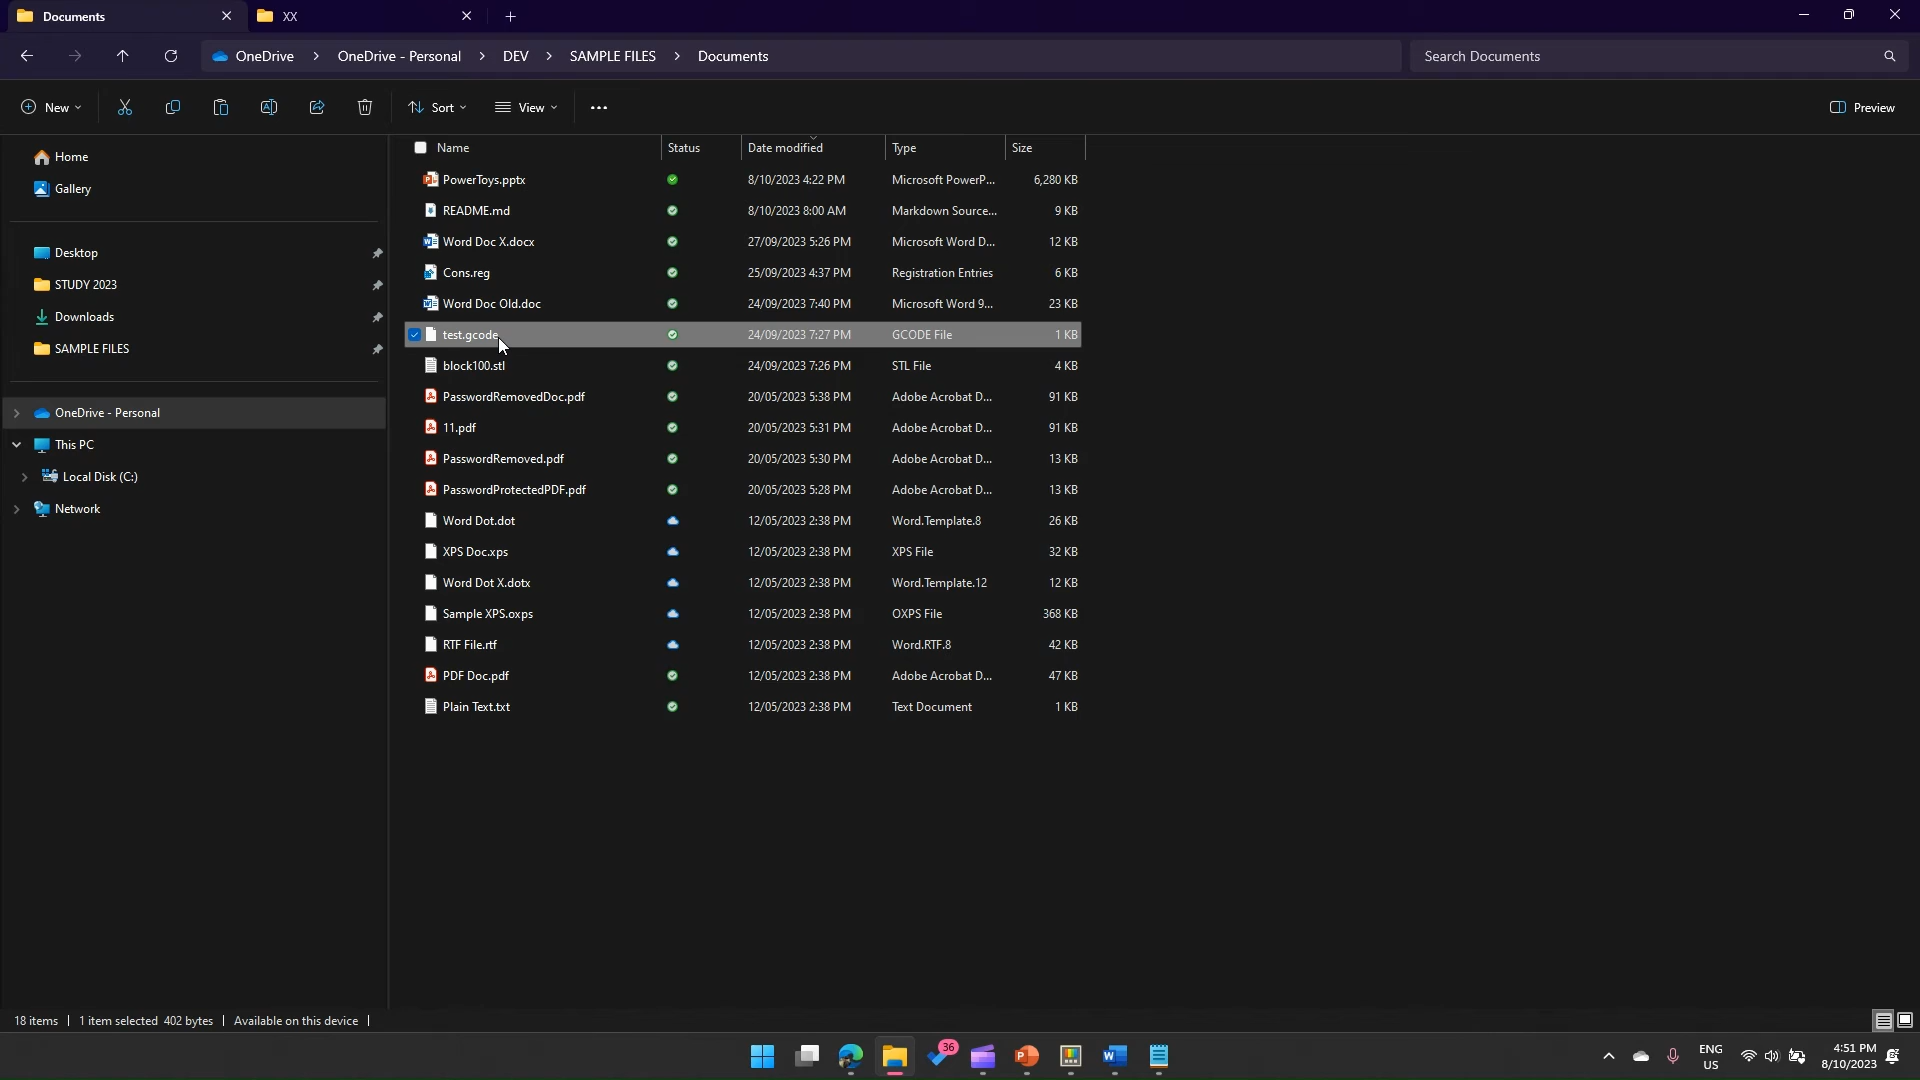 Documents
XX
OneDrive
OneDrive - Personal
DEV
SAMPLE FILES
Documents
Search Documents
New
Sort
View
Preview
Home
Gallery
Desktop
STUDY 2023
Downloads
SAMPLE FILES
OneDrive - Personal
This PC
Local Disk (C:)
Network
Name Status Date modified Type Size
PowerToys.pptx 8/10/2023 4:22 PM Microsoft PowerP... 6,280 KB
README.md 8/10/2023 8:00 AM Markdown Source... 9 KB
Word Doc X.docx 27/09/2023 5:26 PM Microsoft Word D... 12 KB
Cons.reg 25/09/2023 4:37 PM Registration Entries 6 KB
Word Doc Old.doc 24/09/2023 7:40 PM Microsoft Word 9... 23 KB
test.gcode 24/09/2023 7:27 PM GCODE File 1 KB
block100.stl 24/09/2023 7:26 PM STL File 4 KB
PasswordRemovedDoc.pdf 20/05/2023 5:38 PM Adobe Acrobat D... 91 KB
11.pdf 20/05/2023 5:31 PM Adobe Acrobat D... 91 KB
PasswordRemoved.pdf 20/05/2023 5:30 PM Adobe Acrobat D... 13 KB
PasswordProtectedPDF.pdf 20/05/2023 5:28 PM Adobe Acrobat D... 13 KB
Word Dot.dot 12/05/2023 2:38 PM Word.Template.8 26 KB
XPS Doc.xps 12/05/2023 2:38 PM XPS File 32 KB
Word Dot X.dotx 12/05/2023 2:38 PM Word.Template.12 12 KB
Sample XPS.oxps 12/05/2023 2:38 PM OXPS File 368 KB
RTF File.rtf 12/05/2023 2:38 PM Word.RTF.8 42 KB
PDF Doc.pdf 12/05/2023 2:38 PM Adobe Acrobat D... 47 KB
Plain Text.txt 12/05/2023 2:38 PM Text Document 1 KB
18 items 1 item selected 402 bytes Available on this device
36
ENG
US
4:51 PM
8/10/2023